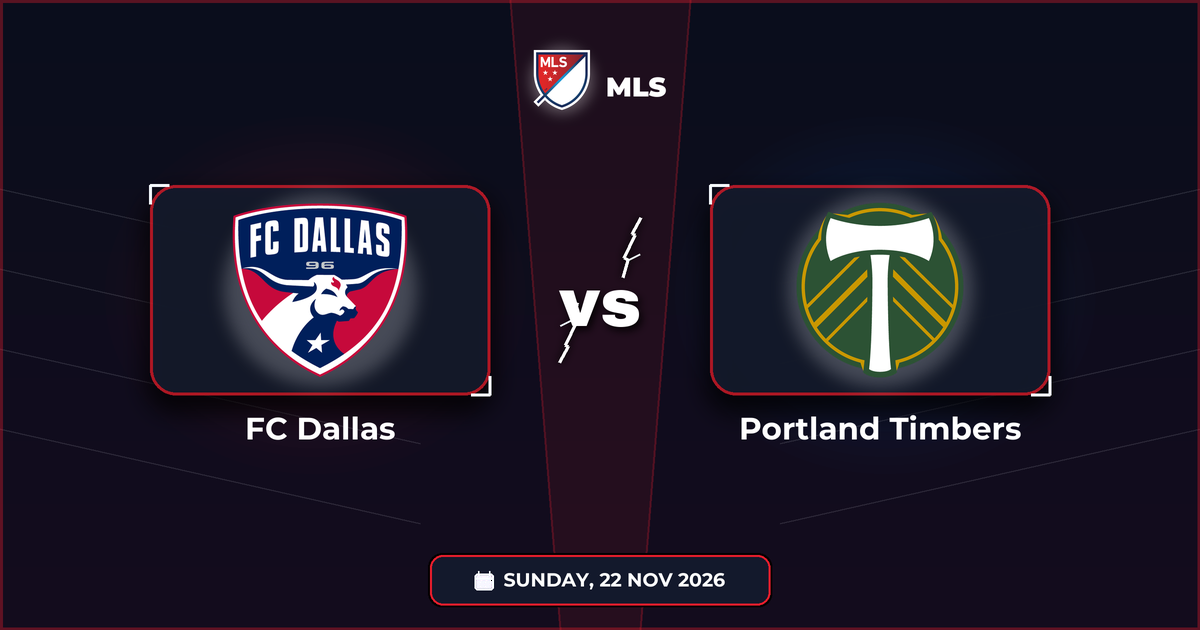 MLS
MLS
FC DALLAS
96
VS
FC Dallas
Portland Timbers
SUNDAY, 22 NOV 2026